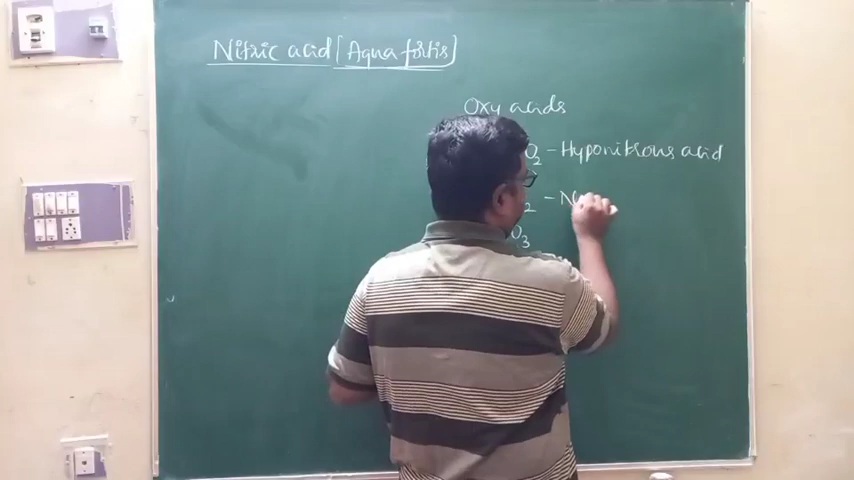 Nitric acid [Aqua fortis]
Oxy acids
O2 - Hyponitrous acid
2 - N
O3